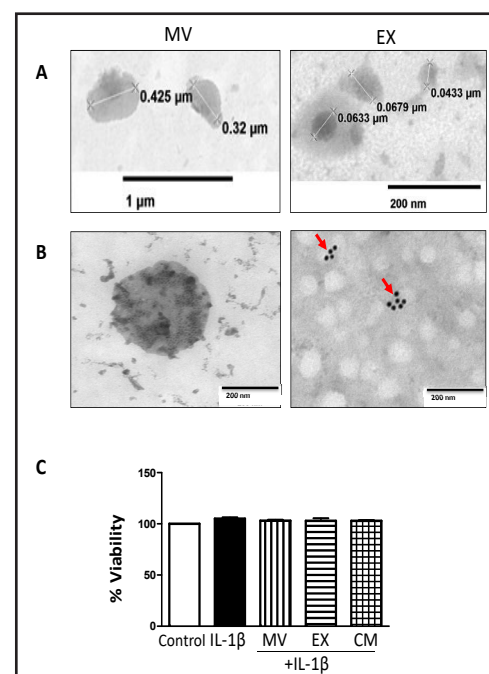 MV EX
A
0.425 µm
0.32 µm
1 µm
0.0433 µm
0.0679 µm
0.0633 µm
200 nm
B
200 nm
200 nm
C
% Viability
150
100
50
0
Control IL-1β MV EX CM
+IL-1β